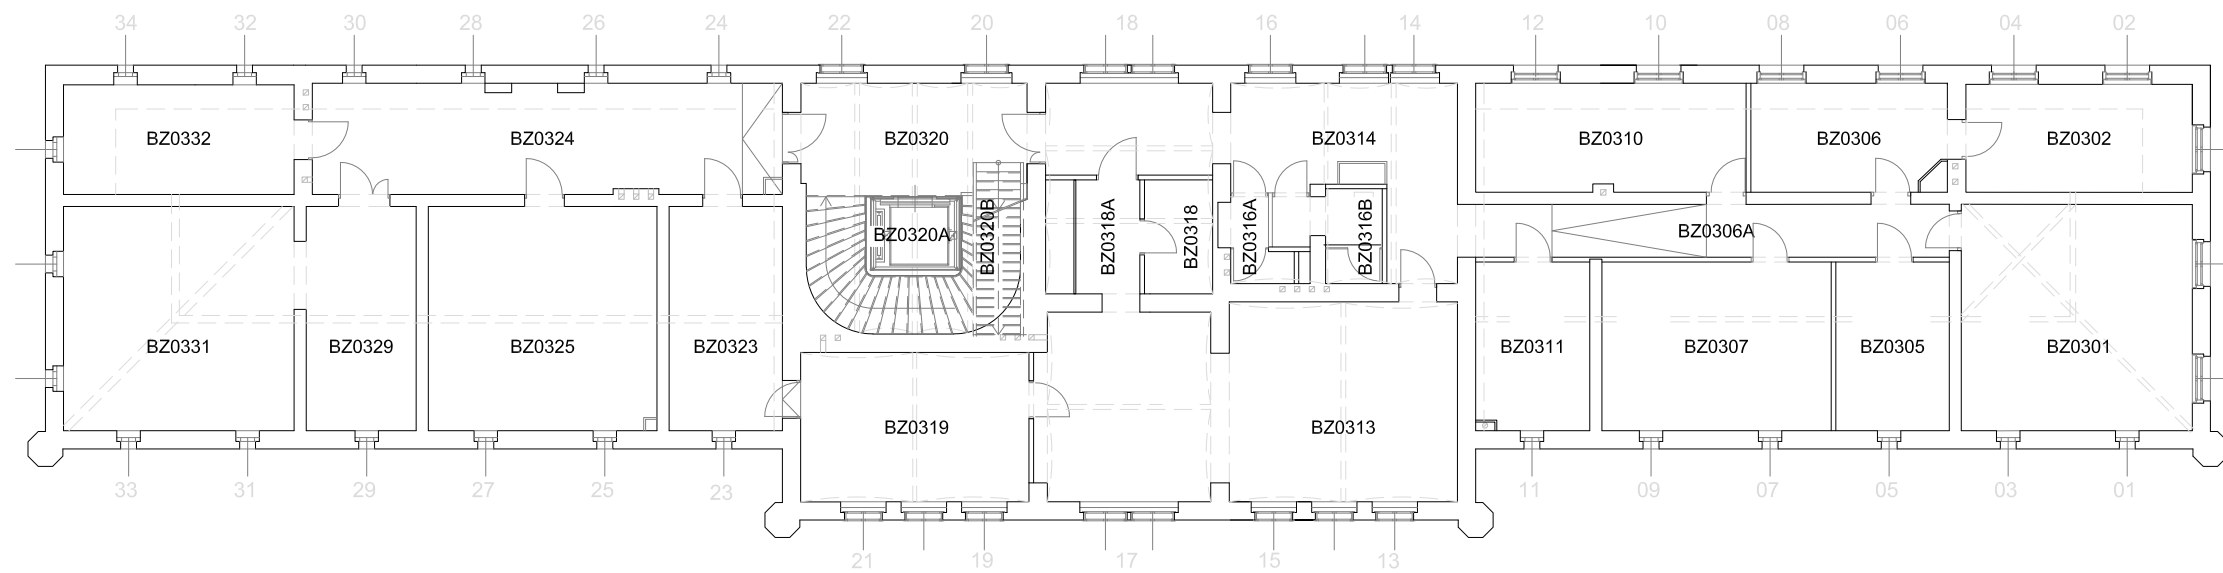 34 32 30 28 26 24 22 20 18 16 14 12 10 08 06 04 02
BZ0332 BZ0324 BZ0320 BZ0314 BZ0310 BZ0306 BZ0302
BZ0320A BZ0320B BZ0318A BZ0318 BZ0316A BZ0316B BZ0306A
BZ0331 BZ0329 BZ0325 BZ0323 BZ0311 BZ0307 BZ0305 BZ0301
BZ0319 BZ0313
33 31 29 27 25 23 11 09 07 05 03 01
21 19 17 15 13